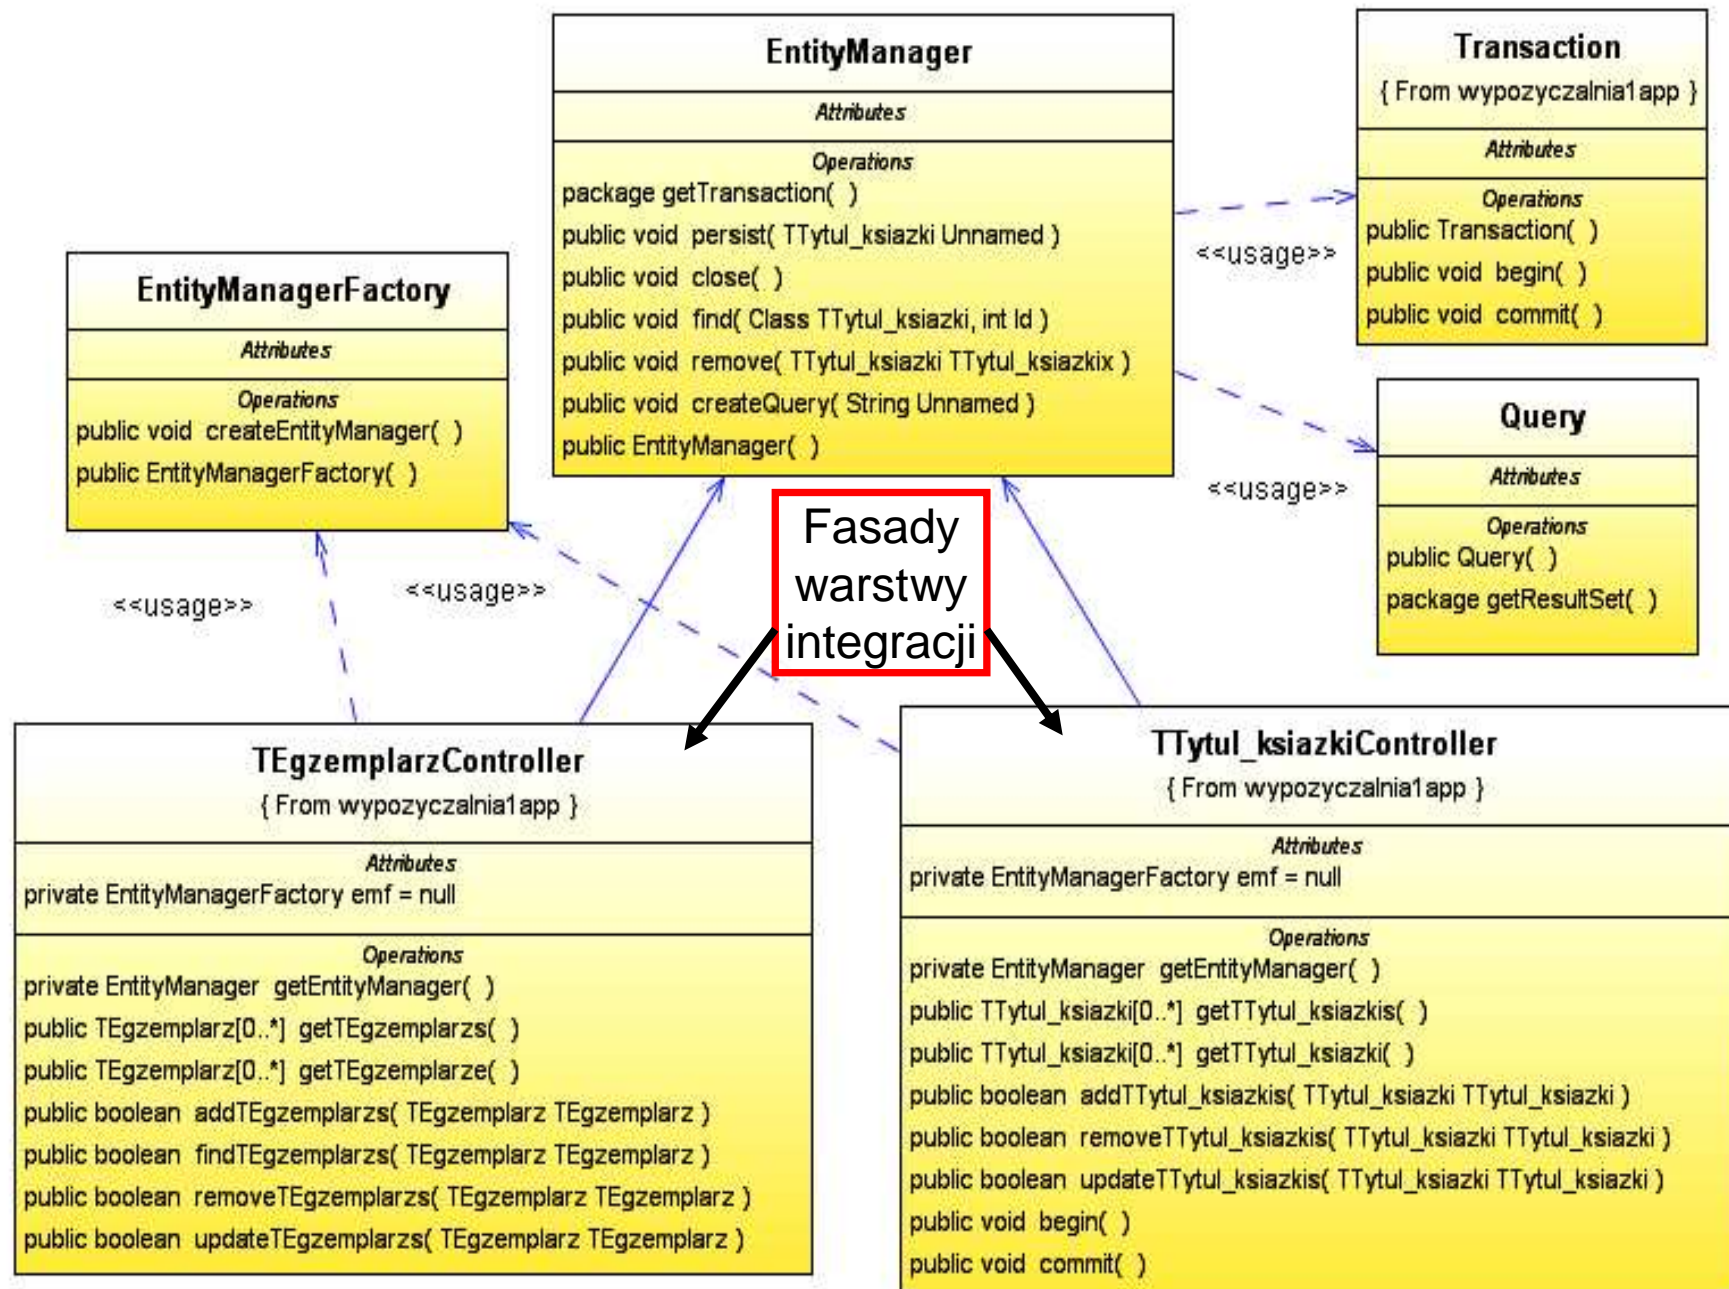 EntityManager
Attributes
Operations
package getTransaction( )
public void persist( TTytul_ksiazki Unnamed )
public void close( )
public void find( Class TTytul_ksiazki, int Id )
public void remove( TTytul_ksiazki TTytul_ksiazkix )
public void createQuery( String Unnamed )
public EntityManager( )
Transaction
{ From wypozyczalnia1app }
Attributes
Operations
public Transaction( )
public void begin( )
public void commit( )
<<usage>>
EntityManagerFactory
Attributes
Operations
public void createEntityManager( )
public EntityManagerFactory( )
Query
Attributes
Operations
public Query( )
package getResultSet( )
<<usage>>
Fasady
warstwy
integracji
<<usage>>
<<usage>>
TEgzemplarzController
{ From wypozyczalnia1app }
Attributes
private EntityManagerFactory emf = null
Operations
private EntityManager getEntityManager( )
public TEgzemplarz[0..*] getTEgzemplarzs( )
public TEgzemplarz[0..*] getTEgzemplarze( )
public boolean addTEgzemplarzs( TEgzemplarz TEgzemplarz )
public boolean findTEgzemplarzs( TEgzemplarz TEgzemplarz )
public boolean removeTEgzemplarzs( TEgzemplarz TEgzemplarz )
public boolean updateTEgzemplarzs( TEgzemplarz TEgzemplarz )
TTytul_ksiazkiController
{ From wypozyczalnia1app }
Attributes
private EntityManagerFactory emf = null
Operations
private EntityManager getEntityManager( )
public TTytul_ksiazki[0..*] getTTytul_ksiazkis( )
public TTytul_ksiazki[0..*] getTTytul_ksiazki( )
public boolean addTTytul_ksiazkis( TTytul_ksiazki TTytul_ksiazki )
public boolean removeTTytul_ksiazkis( TTytul_ksiazki TTytul_ksiazki )
public boolean updateTTytul_ksiazkis( TTytul_ksiazki TTytul_ksiazki )
public void begin( )
public void commit( )